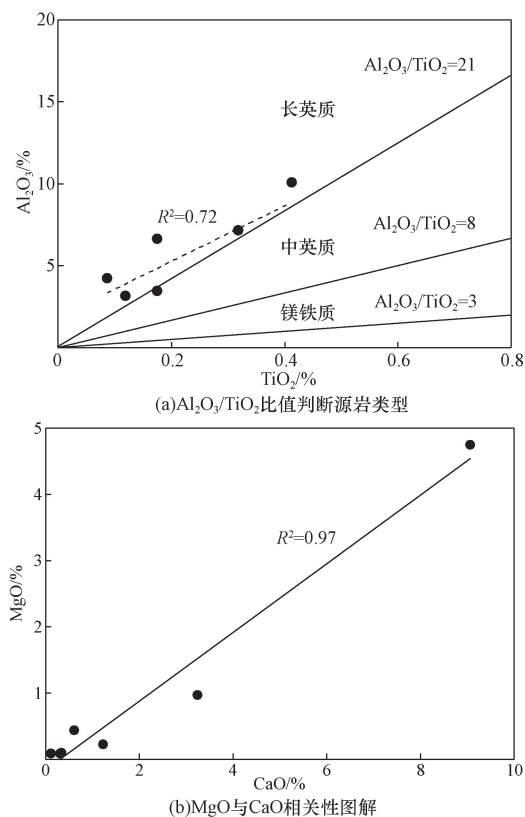 20
Al₂O₃/TiO₂=21
15
长英质
Al₂O₃/%
10
R²=0.72
Al₂O₃/TiO₂=8
中英质
5
Al₂O₃/TiO₂=3
镁铁质
0 0.2 0.4 0.6 0.8
TiO₂/%
(a)Al₂O₃/TiO₂比值判断源岩类型
5
4
R²=0.97
3
MgO/%
2
1
0 2 4 6 8 10
CaO/%
(b)MgO与CaO相关性图解